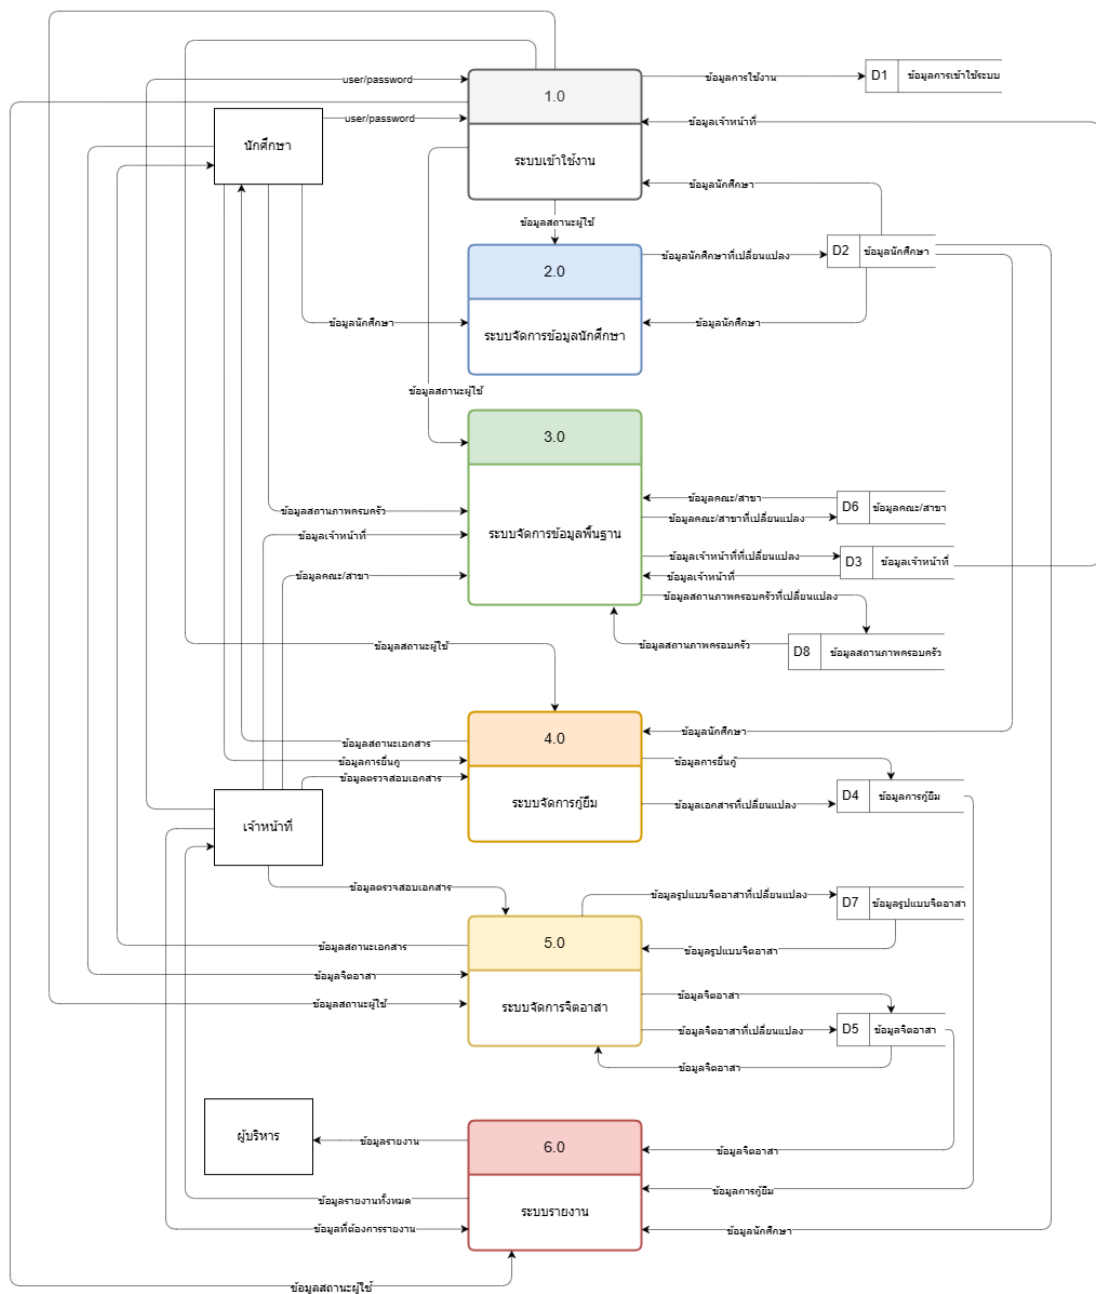 user/password
ข้อมูลการใช้งาน
D1
ข้อมูลการเข้าใช้ระบบ
1.0
user/password
ข้อมูลเจ้าหน้าที่
นักศึกษา
ระบบเข้าใช้งาน
ข้อมูลนักศึกษา
ข้อมูลสถานะผู้ใช้
ข้อมูลนักศึกษาที่เปลี่ยนแปลง
D2
ข้อมูลนักศึกษา
2.0
ข้อมูลนักศึกษา
ระบบจัดการข้อมูลนักศึกษา
ข้อมูลนักศึกษา
ข้อมูลสถานะผู้ใช้
3.0
ข้อมูลคณะ/สาขา
D6
ข้อมูลคณะ/สาขา
ข้อมูลสถานภาพครอบครัว
ข้อมูลคณะ/สาขาที่เปลี่ยนแปลง
ข้อมูลเจ้าหน้าที่
ระบบจัดการข้อมูลพื้นฐาน
ข้อมูลเจ้าหน้าที่ที่เปลี่ยนแปลง
D3
ข้อมูลเจ้าหน้าที่
ข้อมูลคณะ/สาขา
ข้อมูลเจ้าหน้าที่
ข้อมูลสถานภาพครอบครัวที่เปลี่ยนแปลง
ข้อมูลสถานะผู้ใช้
ข้อมูลสถานภาพครอบครัว
D8
ข้อมูลสถานภาพครอบครัว
ข้อมูลนักศึกษา
ข้อมูลสถานะเอกสาร
4.0
ข้อมูลการยื่นกู้
ข้อมูลการยื่นกู้
ข้อมูลตรวจสอบเอกสาร
D4
ข้อมูลการกู้ยืม
ระบบจัดการกู้ยืม
ข้อมูลเอกสารที่เปลี่ยนแปลง
เจ้าหน้าที่
ข้อมูลตรวจสอบเอกสาร
ข้อมูลรูปแบบจิตอาสาที่เปลี่ยนแปลง
D7
ข้อมูลรูปแบบจิตอาสา
ข้อมูลสถานะเอกสาร
5.0
ข้อมูลรูปแบบจิตอาสา
ข้อมูลจิตอาสา
ข้อมูลจิตอาสา
ข้อมูลสถานะผู้ใช้
ระบบจัดการจิตอาสา
ข้อมูลจิตอาสาที่เปลี่ยนแปลง
D5
ข้อมูลจิตอาสา
ข้อมูลจิตอาสา
ผู้บริหาร
ข้อมูลรายงาน
6.0
ข้อมูลจิตอาสา
ข้อมูลการกู้ยืม
ข้อมูลรายงานทั้งหมด
ระบบรายงาน
ข้อมูลที่ต้องการรายงาน
ข้อมูลนักศึกษา
ข้อมูลสถานะผู้ใช้